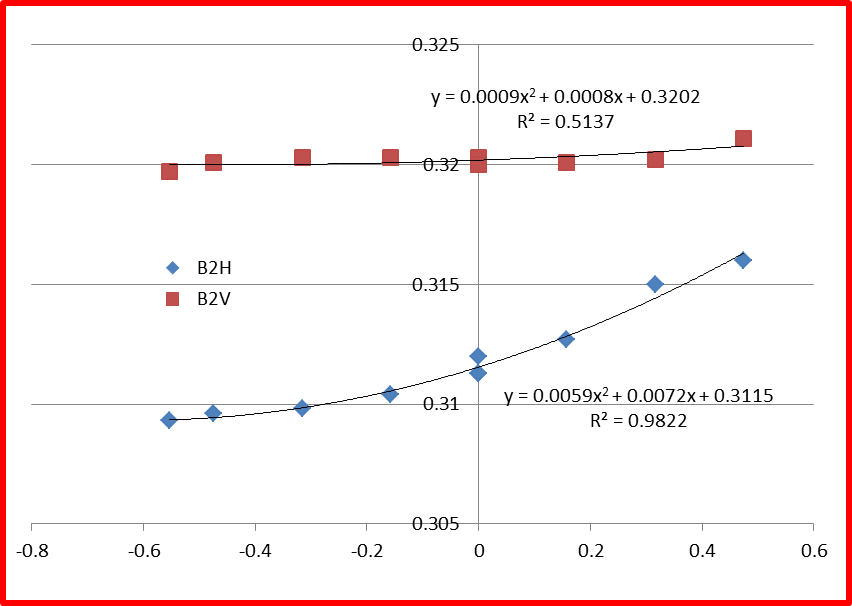 0.325
y = 0.0009x² + 0.0008x + 0.3202
R² = 0.5137
0.32
B2H
0.315
B2V
y = 0.0059x² + 0.0072x + 0.3115
0.31
R² = 0.9822
0.305
-0.8 -0.6 -0.4 -0.2 0 0.2 0.4 0.6